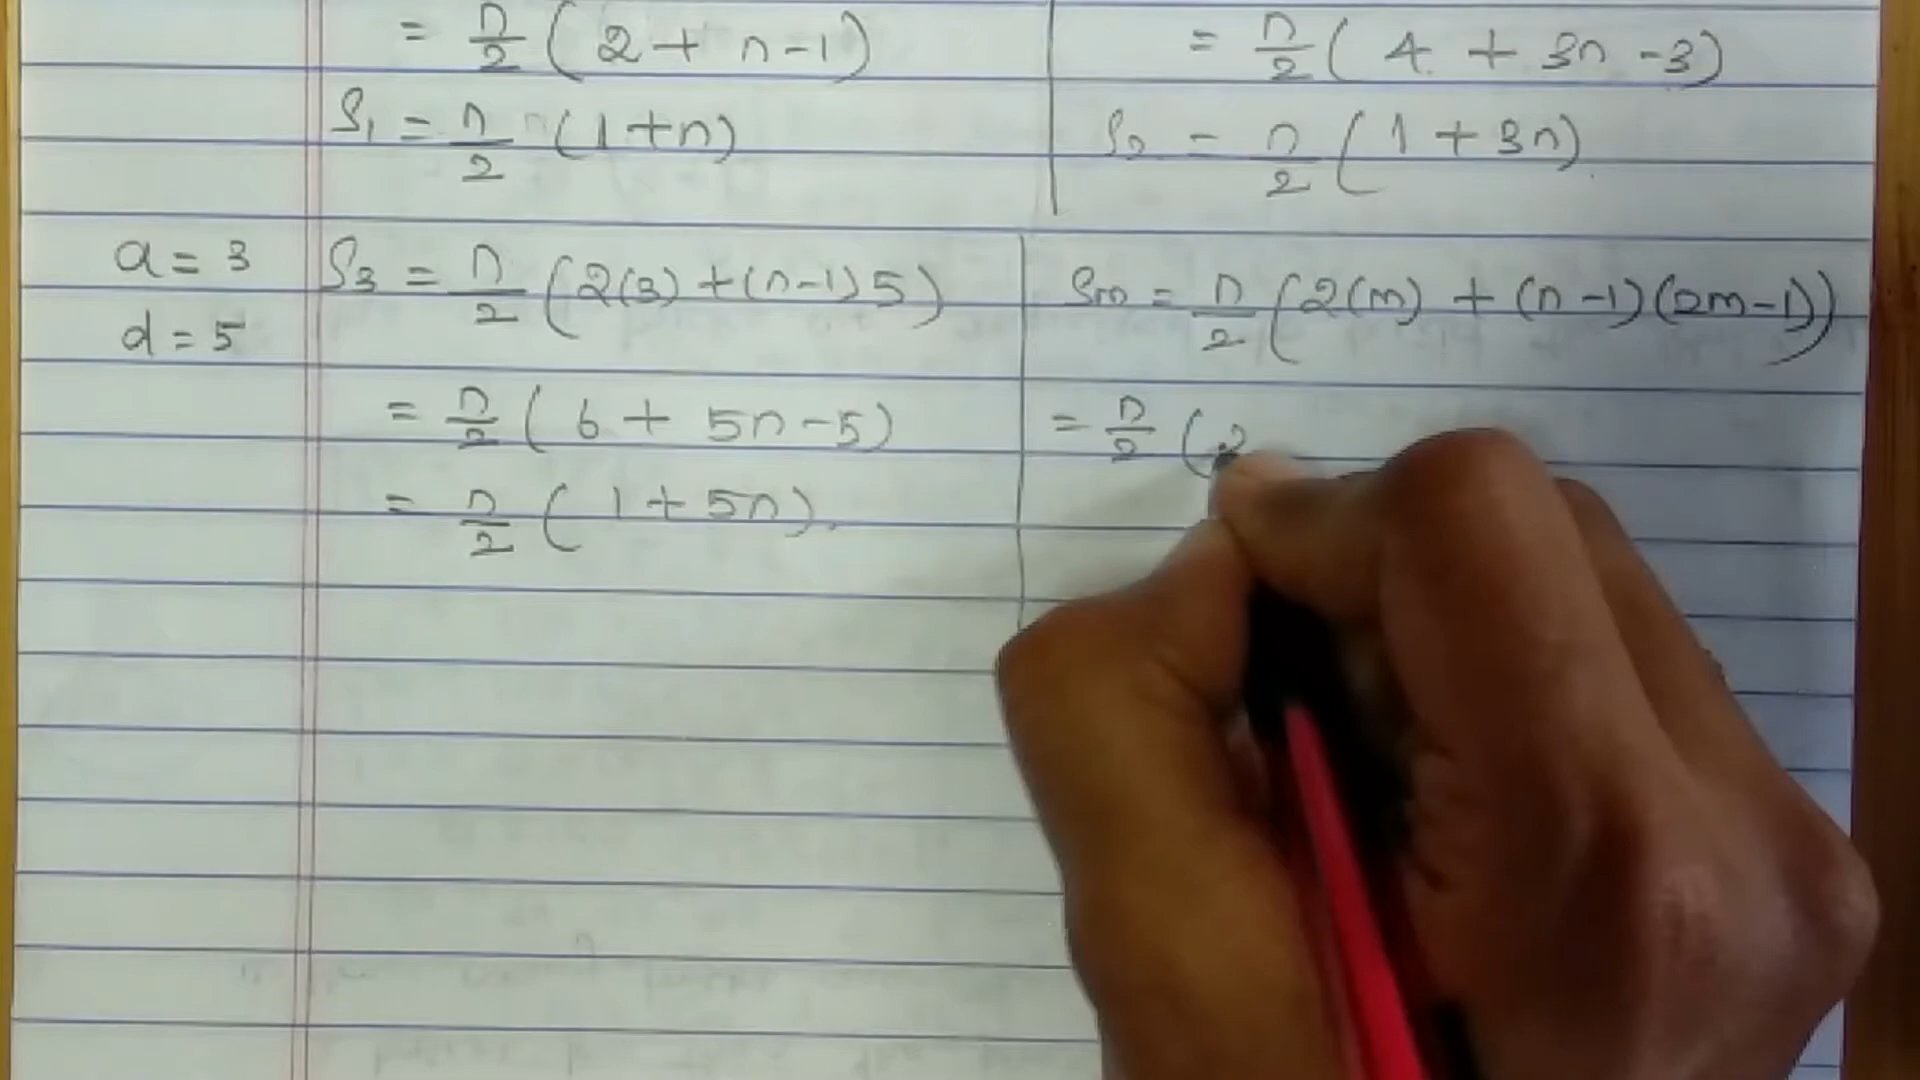 = n/2 ( 2 + n-1)
S₁ = n/2 (1+n)
= n/2 ( 4 + 3n -3)
S₂ = n/2 ( 1 + 3n)
a = 3
d = 5
S₃ = n/2 (2(3) + (n-1) 5)
= n/2 ( 6 + 5n-5)
= n/2 ( 1 + 5n).
Sₘ = n/2 (2(m) + (n-1)(2m-1))
= n/2 (2